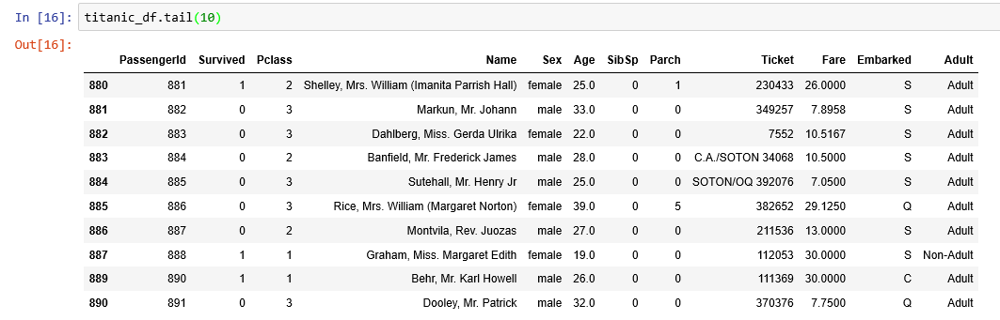 In [16]: titanic_df.tail(10)
Out[16]:
PassengerId Survived Pclass Name Sex Age SibSp Parch Ticket Fare Embarked Adult
880 881 1 2 Shelley, Mrs. William (Imanita Parrish Hall) female 25.0 0 1 230433 26.0000 S Adult
881 882 0 3 Markun, Mr. Johann male 33.0 0 0 349257 7.8958 S Adult
882 883 0 3 Dahlberg, Miss. Gerda Ulrika female 22.0 0 0 7552 10.5167 S Adult
883 884 0 2 Banfield, Mr. Frederick James male 28.0 0 0 C.A./SOTON 34068 10.5000 S Adult
884 885 0 3 Sutehall, Mr. Henry Jr male 25.0 0 0 SOTON/OQ 392076 7.0500 S Adult
885 886 0 3 Rice, Mrs. William (Margaret Norton) female 39.0 0 5 382652 29.1250 Q Adult
886 887 0 2 Montvila, Rev. Juozas male 27.0 0 0 211536 13.0000 S Adult
887 888 1 1 Graham, Miss. Margaret Edith female 19.0 0 0 112053 30.0000 S Non-Adult
889 890 1 1 Behr, Mr. Karl Howell male 26.0 0 0 111369 30.0000 C Adult
890 891 0 3 Dooley, Mr. Patrick male 32.0 0 0 370376 7.7500 Q Adult